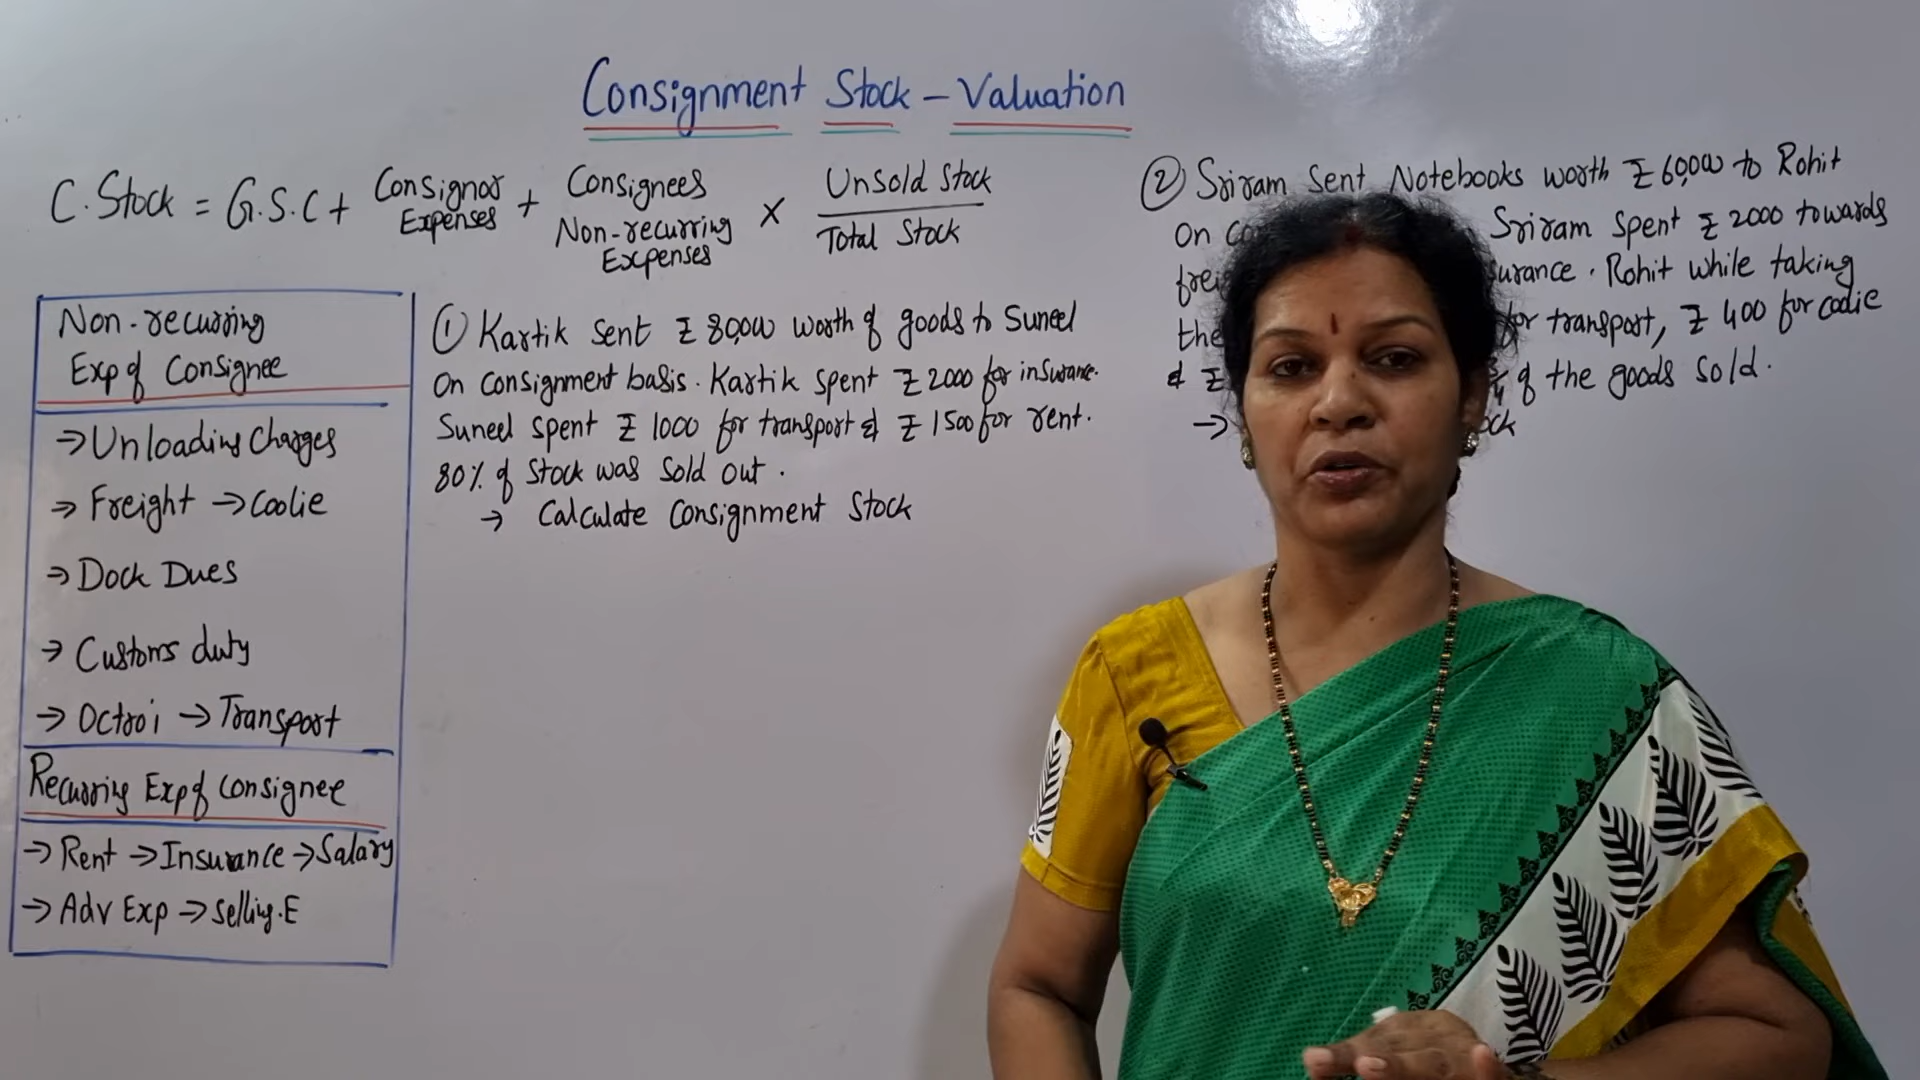 Consignment Stock - Valuation
C. Stock = G.S.C + Consignor Expenses + Consignees Non-recurring Expenses × Unsold Stock / Total Stock
Non-recurring
Exp of Consignee
→ Unloading Charges
→ Freight → Coolie
→ Dock Dues
→ Customs duty
→ Octroi → Transport
Recurring Exp of Consignee
→ Rent → Insurance → Salary
→ Adv Exp → Selling.E
① Kartik Sent ₹ 80,000 worth of goods to Suneel
On consignment basis. Kartik spent ₹ 2000 for insurance.
Suneel spent ₹ 1000 for transport & ₹ 1500 for rent.
80% of Stock was Sold out.
→ Calculate Consignment Stock
② Sriram Sent Notebooks worth ₹ 60,000 to Rohit
On Sriram Spent ₹ 2000 towards
Rohit while taking
the for transport, ₹ 400 for coolie
& ₹ of the goods Sold.
→